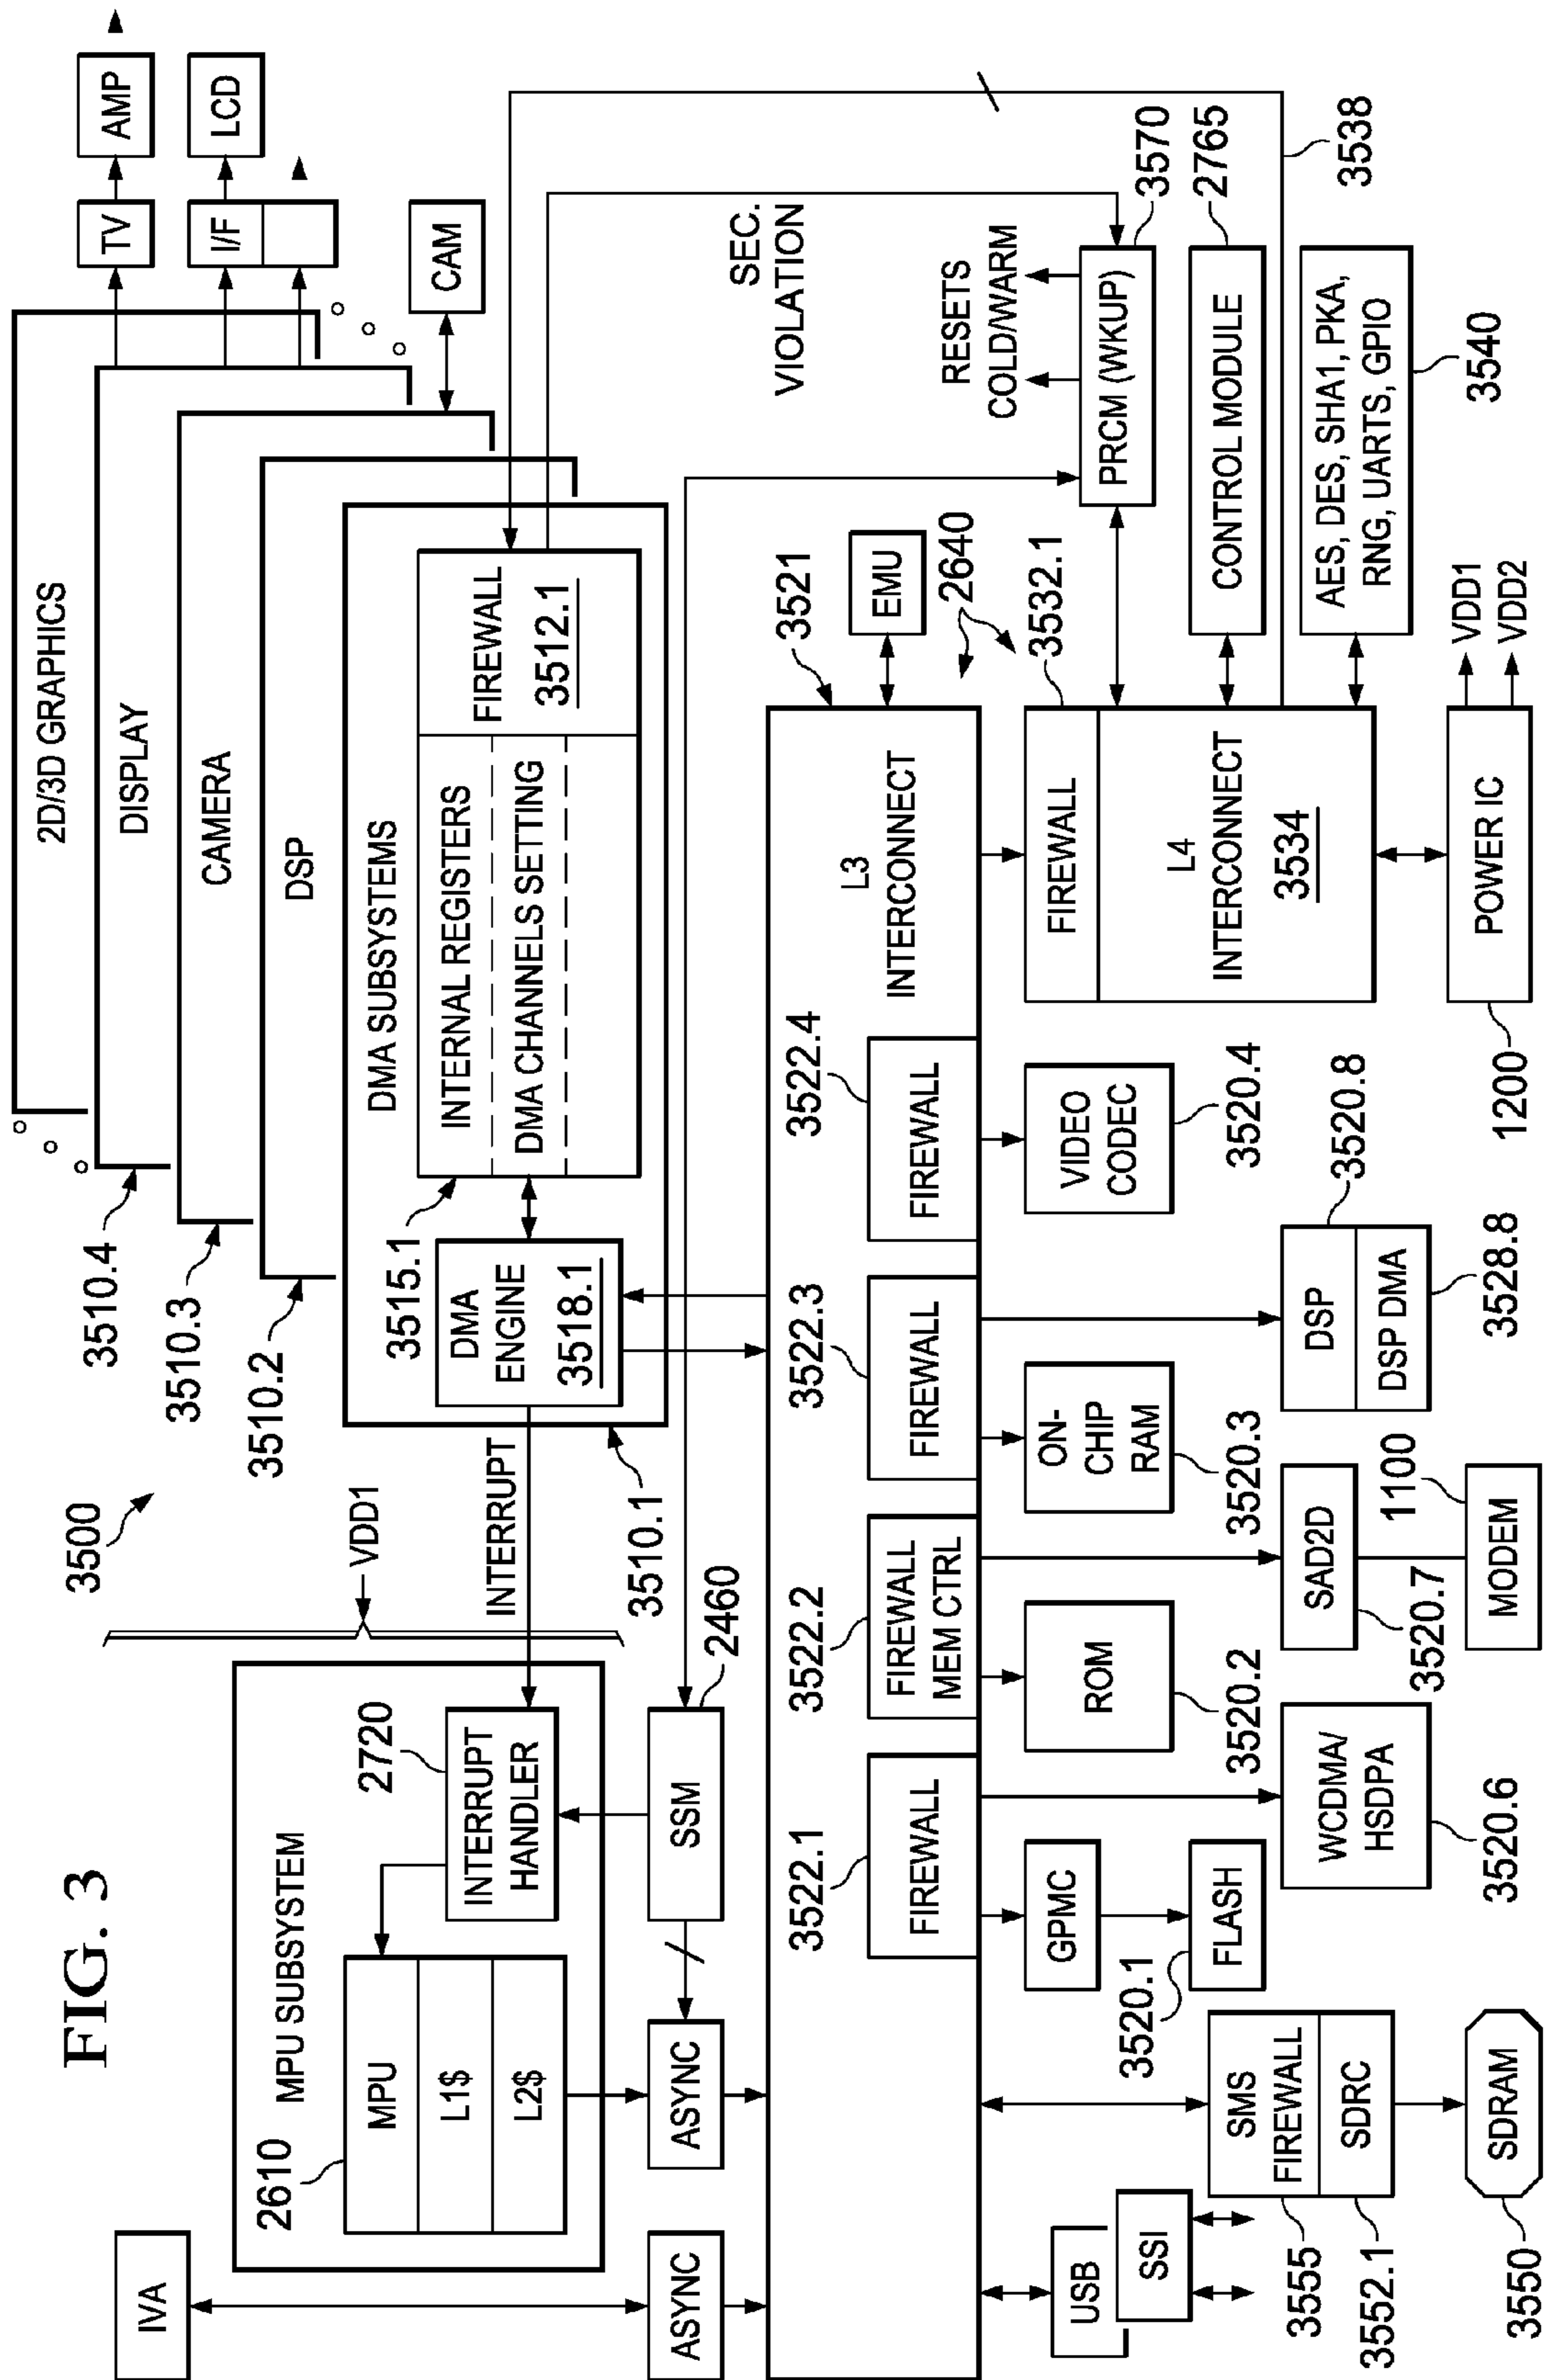 FIG. 3
3500
VDD1
IVA
MPU SUBSYSTEM
2610
MPU
L1$
L2$
2720
INTERRUPT
HANDLER
INTERRUPT
ASYNC
ASYNC
SSM
2460
3510.4
3510.3
3510.2
3510.1
2D/3D GRAPHICS
DISPLAY
CAMERA
DSP
DMA SUBSYSTEMS
3515.1
DMA
ENGINE
3518.1
INTERNAL REGISTERS
DMA CHANNELS SETTING
FIREWALL
3512.1
TV
AMP
I/F
LCD
CAM
SEC.
VIOLATION
RESETS
COLD/WARM
L3
INTERCONNECT
3521
EMU
2640
3522.1
FIREWALL
3522.2
FIREWALL
MEM CTRL
3522.3
FIREWALL
3522.4
FIREWALL
3532.1
FIREWALL
L4
INTERCONNECT
3534
PRCM (WKUP)
3570
CONTROL MODULE
2765
AES, DES, SHA1, PKA,
RNG, UARTS, GPIO
3540
3538
USB
SSI
SMS
FIREWALL
SDRC
3555
3552.1
SDRAM
3550
GPMC
FLASH
3520.1
WCDMA/
HSDPA
3520.6
ROM
3520.2
SAD2D
3520.7
MODEM
1100
ON-
CHIP
RAM
3520.3
DSP
DSP DMA
3520.8
3528.8
VIDEO
CODEC
3520.4
POWER IC
1200
VDD1
VDD2